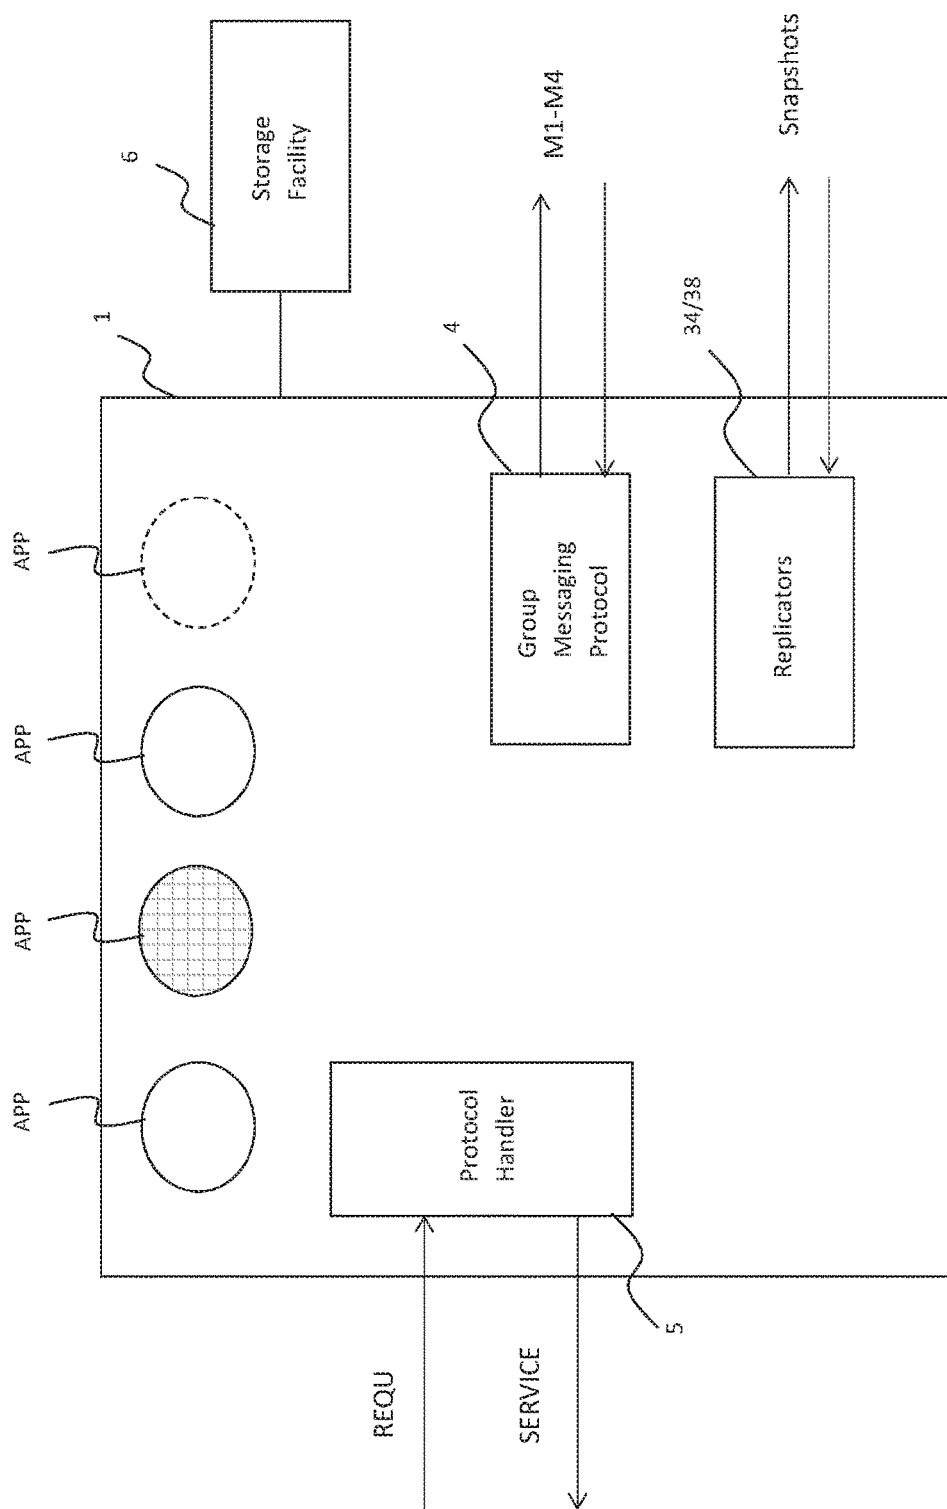 APP
APP
APP
APP
1
6
Storage
Facility
REQU
Protocol
Handler
SERVICE
5
4
Group
Messaging
Protocol
M1-M4
34/38
Replicators
Snapshots